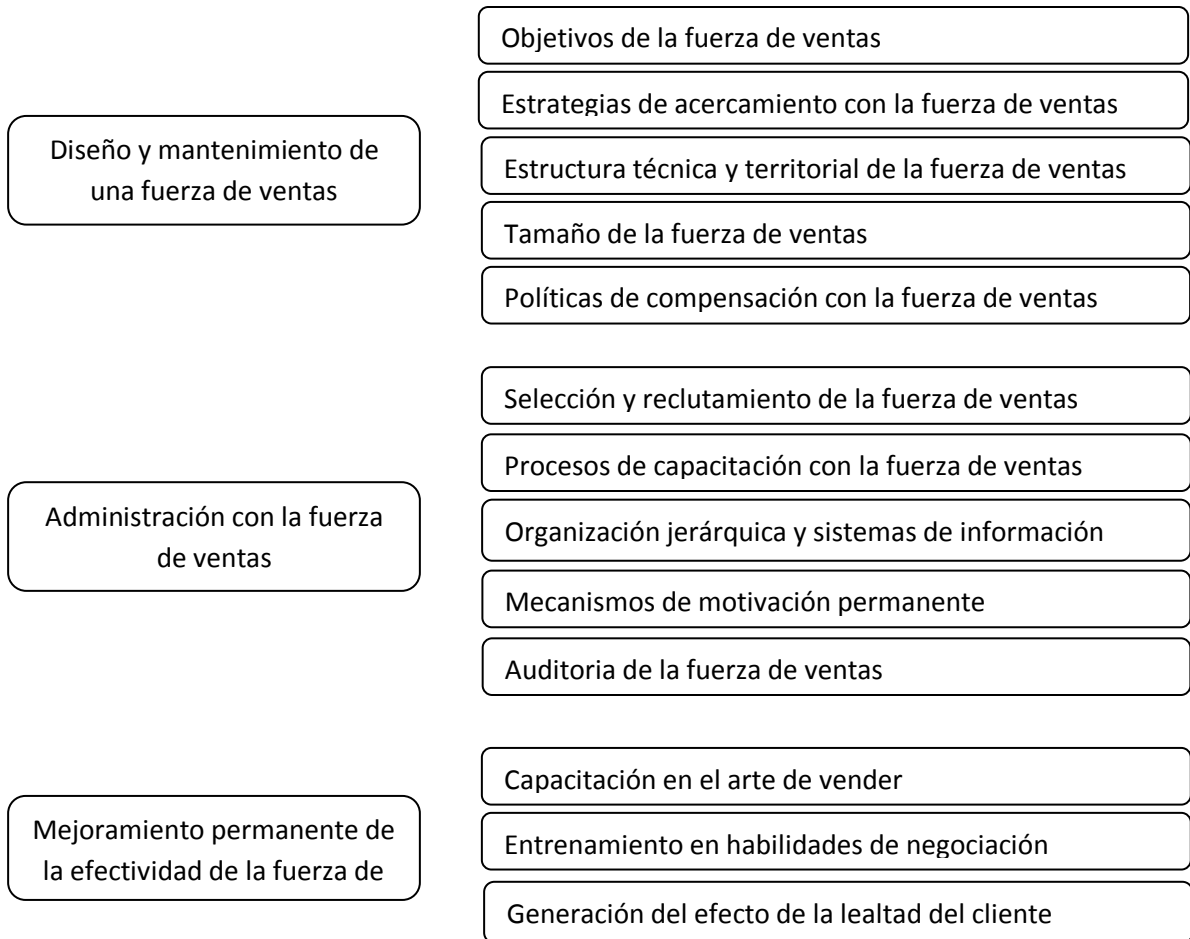 Objetivos de la fuerza de ventas
Estrategias de acercamiento con la fuerza de ventas
Diseño y mantenimiento de
una fuerza de ventas
Estructura técnica y territorial de la fuerza de ventas
Tamaño de la fuerza de ventas
Políticas de compensación con la fuerza de ventas
Selección y reclutamiento de la fuerza de ventas
Procesos de capacitación con la fuerza de ventas
Administración con la fuerza
de ventas
Organización jerárquica y sistemas de información
Mecanismos de motivación permanente
Auditoria de la fuerza de ventas
Capacitación en el arte de vender
Mejoramiento permanente de
la efectividad de la fuerza de
Entrenamiento en habilidades de negociación
Generación del efecto de la lealtad del cliente